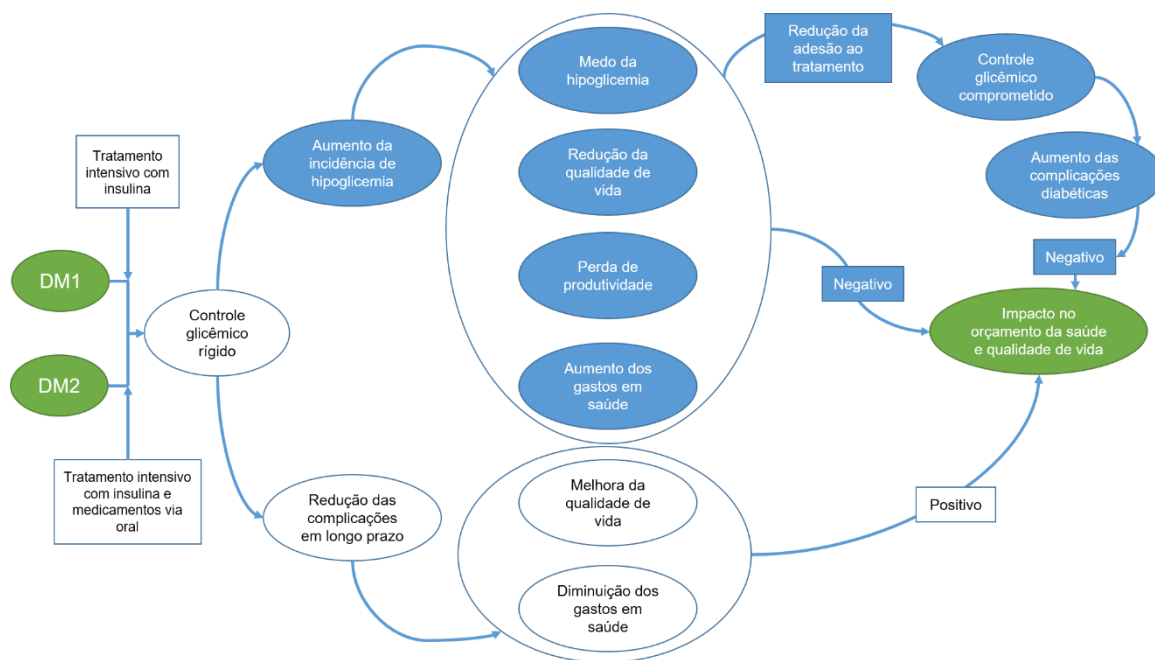 Tratamento
intensivo com
insulina
DM1
DM2
Tratamento intensivo
com insulina e
medicamentos via
oral
Controle
glicêmico
rígido
Aumento da
incidência de
hipoglicemia
Redução das
complicações
em longo prazo
Medo da
hipoglicemia
Redução da
qualidade de
vida
Perda de
produtividade
Aumento dos
gastos em
saúde
Melhora da
qualidade de
vida
Diminuição dos
gastos em
saúde
Redução da
adesão ao
tratamento
Controle
glicêmico
comprometido
Aumento das
complicações
diabéticas
Negativo
Negativo
Impacto no
orçamento da saúde
e qualidade de vida
Positivo